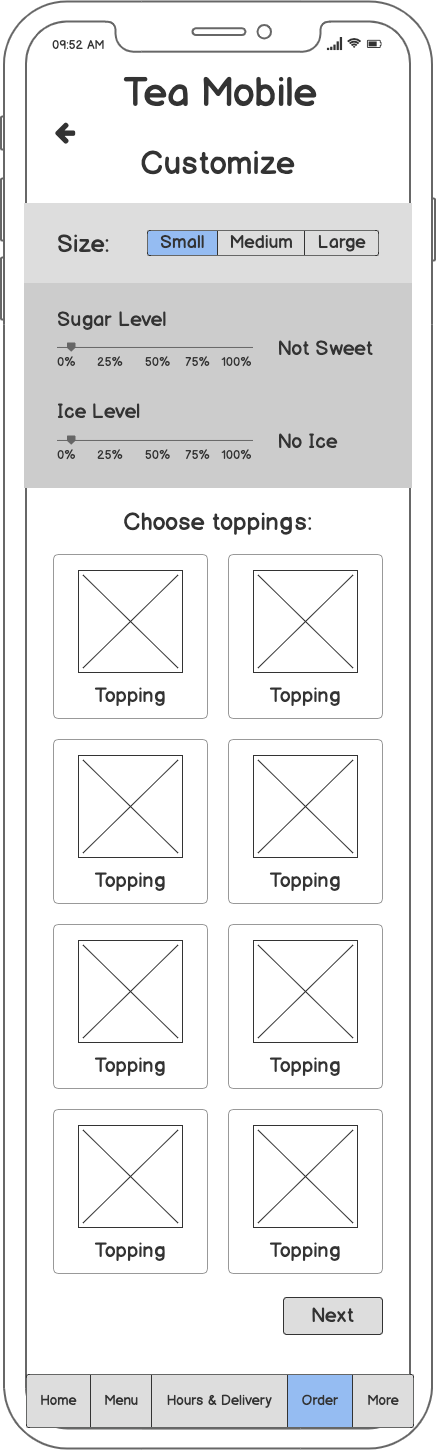 09:52 AM
Tea Mobile
Customize
Size: Small Medium Large
Sugar Level
Not Sweet
0% 25% 50% 75% 100%
Ice Level
No Ice
0% 25% 50% 75% 100%
Choose toppings:
Topping Topping
Topping Topping
Topping Topping
Topping Topping
Next
Home Menu Hours & Delivery Order More